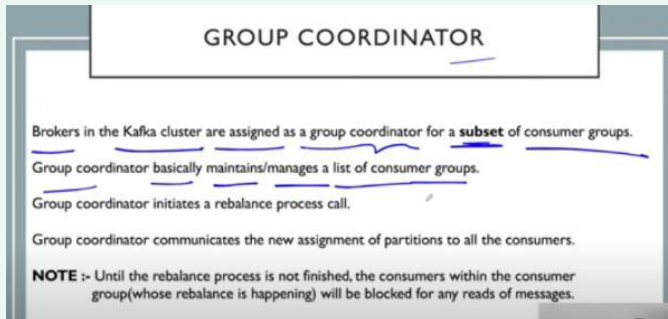 GROUP COORDINATOR
Brokers in the Kafka cluster are assigned as a group coordinator for a subset of consumer groups.
Group coordinator basically maintains/manages a list of consumer groups.
Group coordinator initiates a rebalance process call.
Group coordinator communicates the new assignment of partitions to all the consumers.
NOTE :- Until the rebalance process is not finished, the consumers within the consumer
group(whose rebalance is happening) will be blocked for any reads of messages.